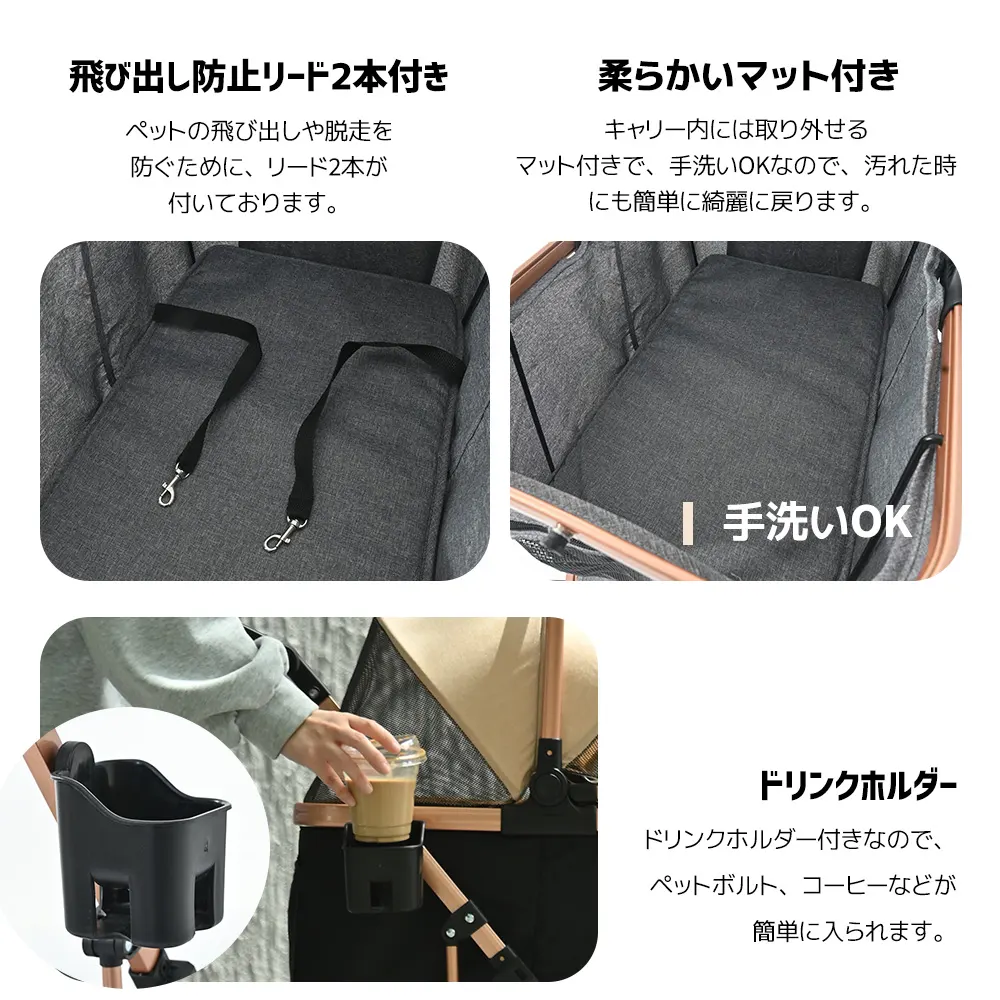 飛び出し防止リード2本付き
ペットの飛び出しや脱走を
防ぐために、リード2本が
付いております。
柔らかいマット付き
キャリー内には取り外せる
マット付きで、手洗いOKなので、汚れた時
にも簡単に綺麗に戻ります。
手洗いOK
ドリンクホルダー
ドリンクホルダー付きなので、
ペットボルト、コーヒーなどが
簡単に入られます。